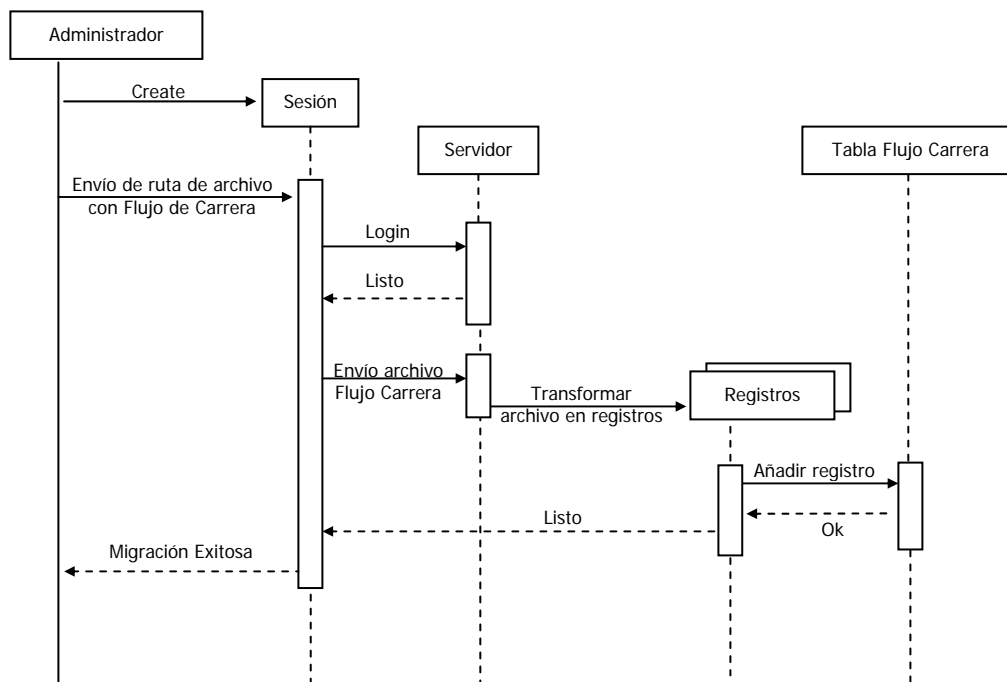 Administrador
Create
Sesión
Servidor
Tabla Flujo Carrera
Envío de ruta de archivo
con Flujo de Carrera
Login
Listo
Envío archivo
Flujo Carrera
Transformar
archivo en registros
Registros
Añadir registro
Ok
Listo
Migración Exitosa